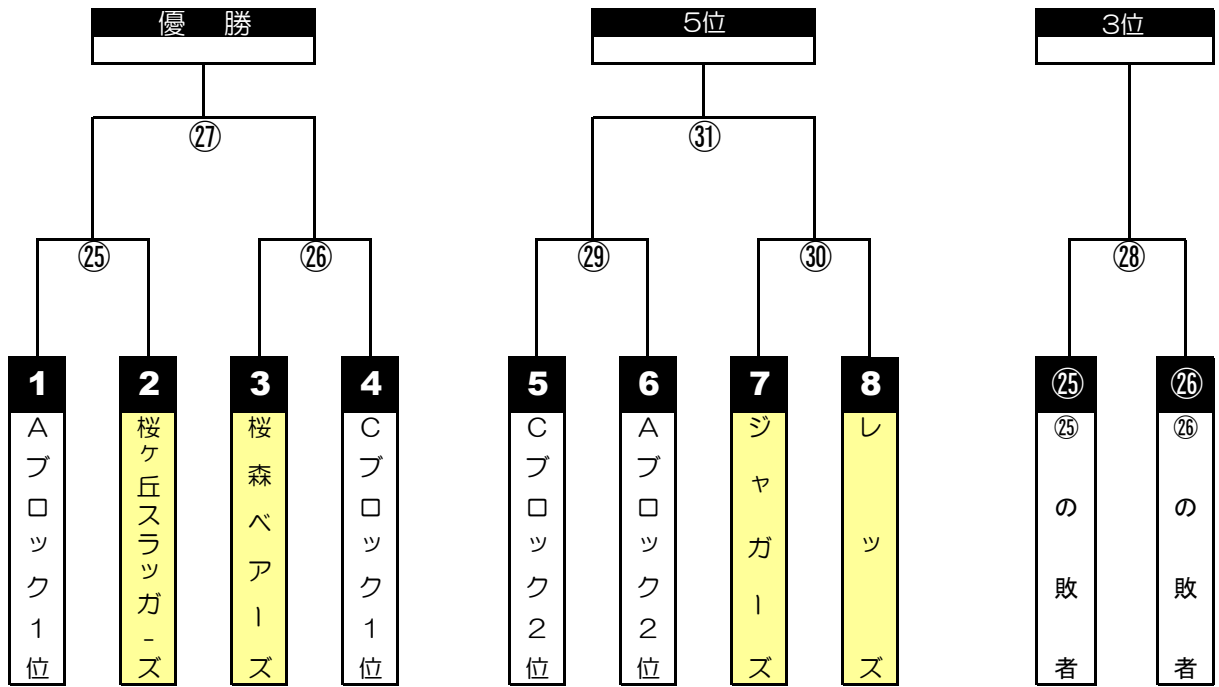 優　勝
5位
3位
㉗
㉛
㉕
㉖
㉙
㉚
㉘
1
2
3
4
5
6
7
8
㉕
㉖
Aブロック1位
桜ヶ丘スラッガ-ズ
桜森ベアーズ
Cブロック1位
Cブロック2位
Aブロック2位
ジャガーズ
レッズ
㉕の敗者
㉖の敗者